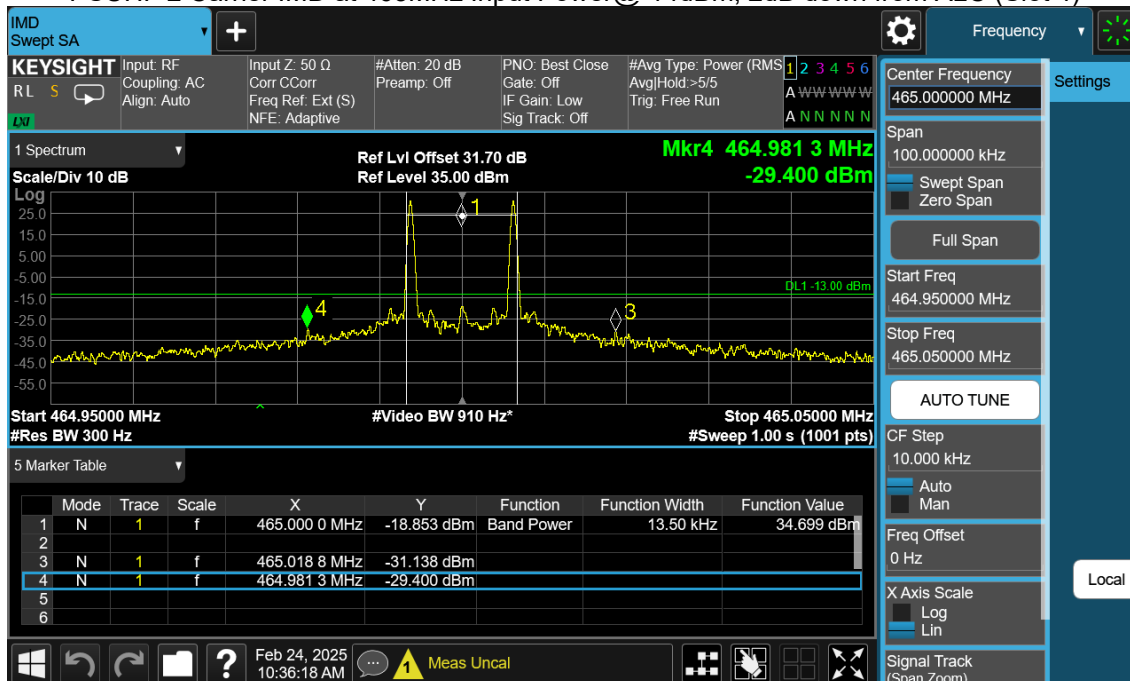 IMD
Swept SA
+
Frequency
KEYSIGHT
RL S
LXI
Input: RF
Coupling: AC
Align: Auto
Input Z: 50 Ω
Corr CCorr
Freq Ref: Ext (S)
NFE: Adaptive
#Atten: 20 dB
Preamp: Off
PNO: Best Close
Gate: Off
IF Gain: Low
Sig Track: Off
#Avg Type: Power (RMS
Avg|Hold:>5/5
Trig: Free Run
1 2 3 4 5 6
A W W W W W
A N N N N N
1 Spectrum
Scale/Div 10 dB
Ref Lvl Offset 31.70 dB
Ref Level 35.00 dBm
Mkr4 464.981 3 MHz
-29.400 dBm
Log
25.0
15.0
5.00
-5.00
-15.0
-25.0
-35.0
-45.0
-55.0
1
DL1 -13.00 dBm
4
3
Start 464.95000 MHz
#Res BW 300 Hz
#Video BW 910 Hz*
Stop 465.05000 MHz
#Sweep 1.00 s (1001 pts)
5 Marker Table
Mode Trace Scale X Y Function Function Width Function Value
1 N 1 f 465.000 0 MHz -18.853 dBm Band Power 13.50 kHz 34.699 dBm
2
3 N 1 f 465.018 8 MHz -31.138 dBm
4 N 1 f 464.981 3 MHz -29.400 dBm
5
6
Center Frequency
465.000000 MHz
Span
100.000000 kHz
Swept Span
Zero Span
Full Span
Start Freq
464.950000 MHz
Stop Freq
465.050000 MHz
AUTO TUNE
CF Step
10.000 kHz
Auto
Man
Freq Offset
0 Hz
X Axis Scale
Log
Lin
Signal Track
(Span Zoom)
Settings
Local
?
Feb 24, 2025
10:36:18 AM
1
Meas Uncal